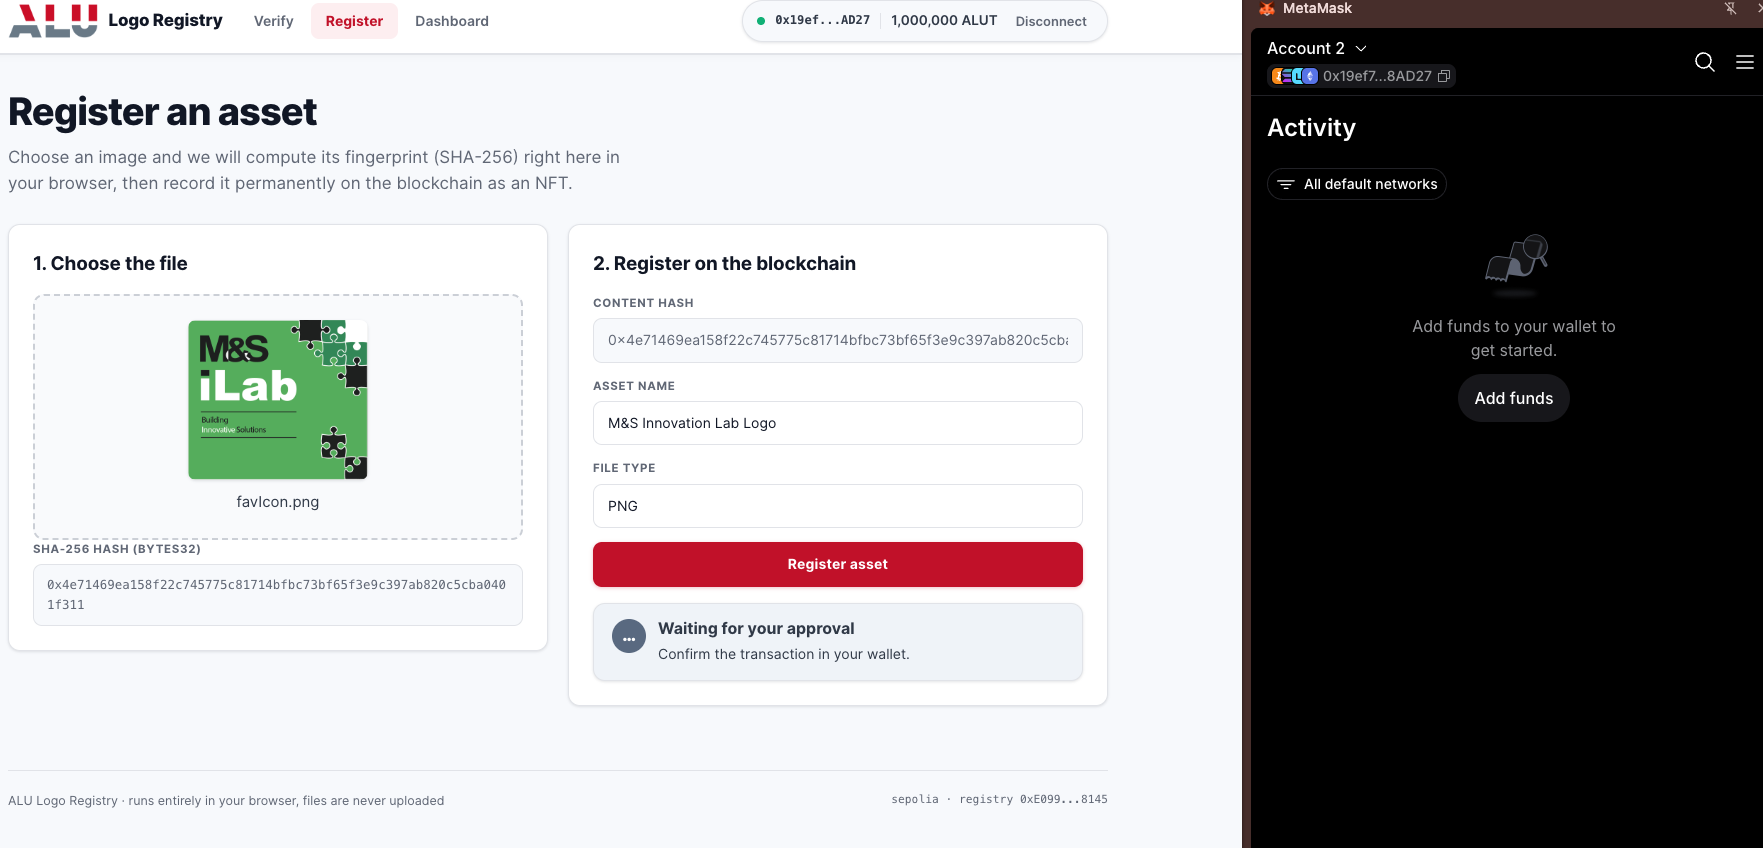 ALU Logo Registry Verify Register Dashboard 0x19ef...AD27 1,000,000 ALUT Disconnect
Register an asset
Choose an image and we will compute its fingerprint (SHA-256) right here in
your browser, then record it permanently on the blockchain as an NFT.
1. Choose the file
M&S
iLab
Building
Innovative Solutions
favIcon.png
SHA-256 HASH (BYTES32)
0x4e71469ea158f22c745775c81714bfbc73bf65f3e9c397ab820c5cba040
1f311
2. Register on the blockchain
CONTENT HASH
0x4e71469ea158f22c745775c81714bfbc73bf65f3e9c397ab820c5cba
ASSET NAME
M&S Innovation Lab Logo
FILE TYPE
PNG
Register asset
Waiting for your approval
Confirm the transaction in your wallet.
ALU Logo Registry · runs entirely in your browser, files are never uploaded
sepolia · registry 0xE099...8145
MetaMask
Account 2
0x19ef7...8AD27
Activity
All default networks
Add funds to your wallet to
get started.
Add funds